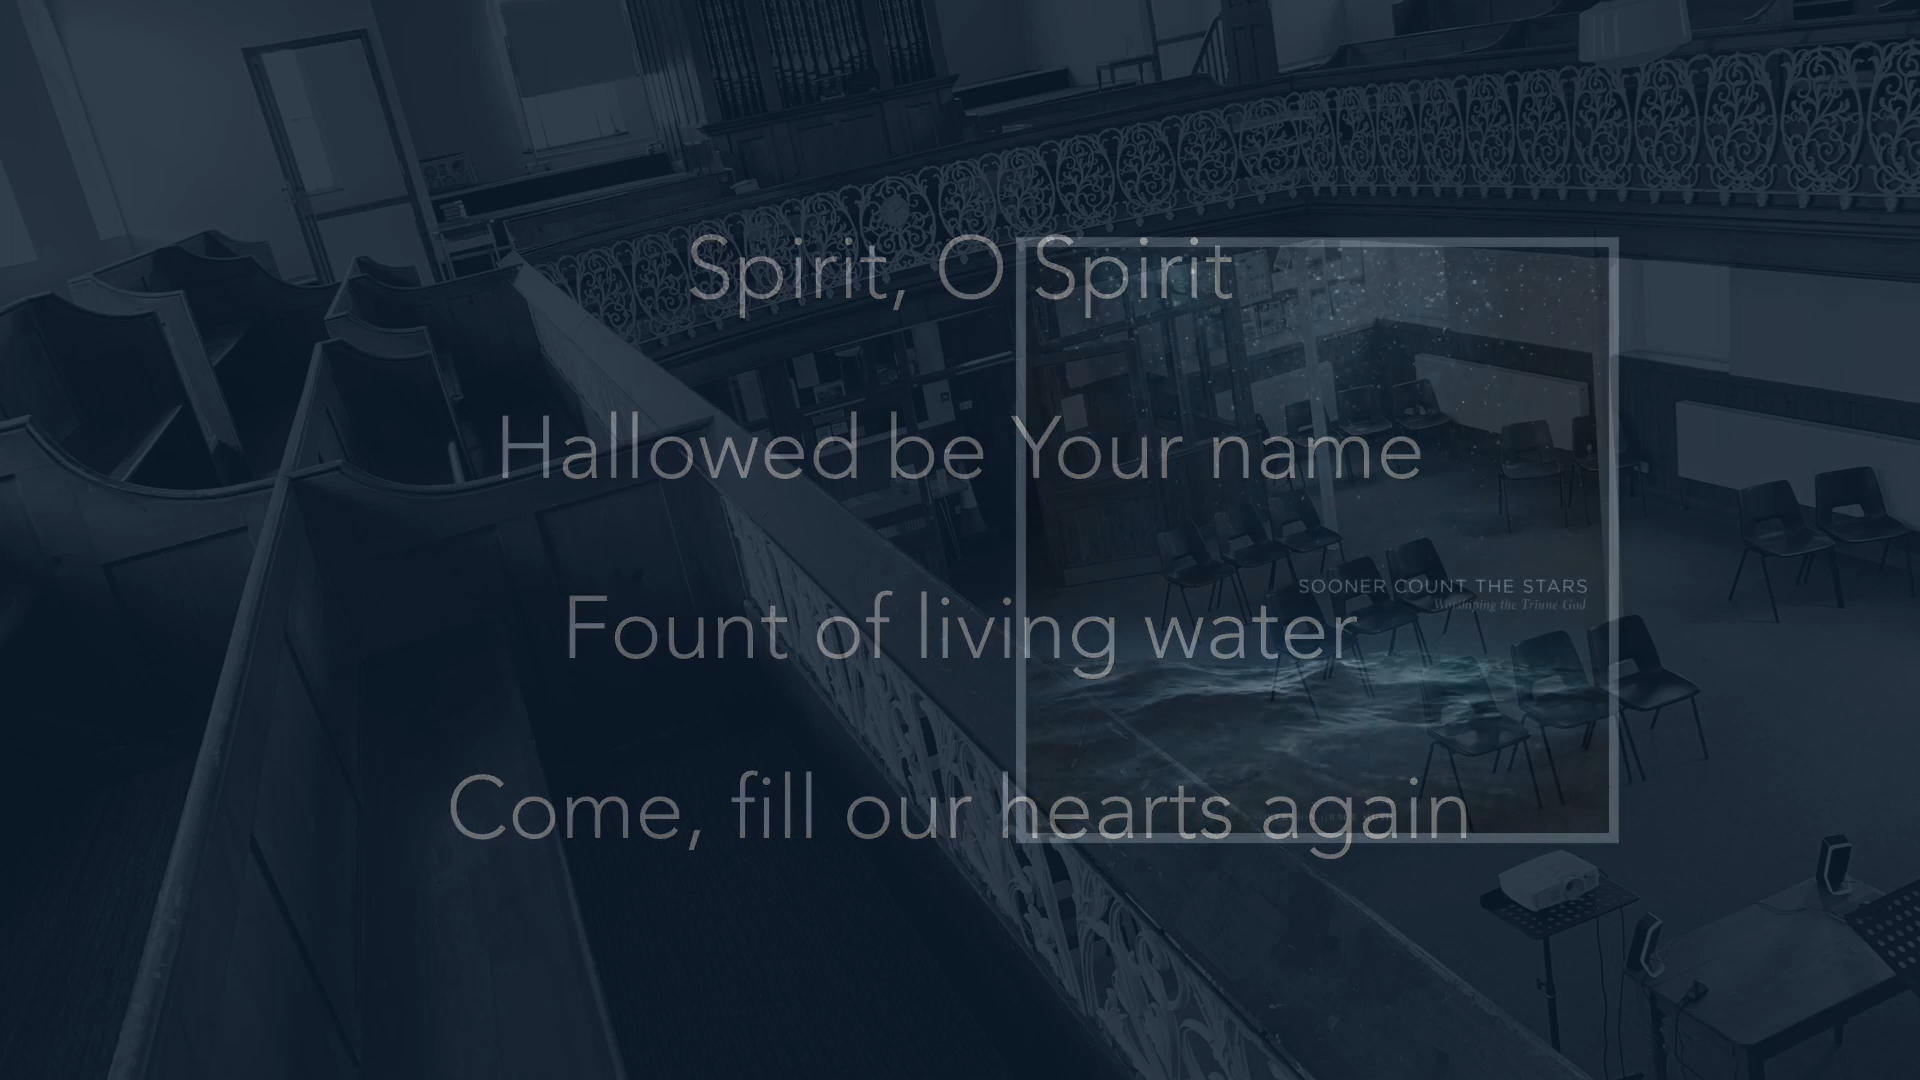 Spirit, O Spirit
Hallowed be Your name
SOONER COUNT THE STARS
Worshiping the Triune God
Fount of living water
Come, fill our hearts again